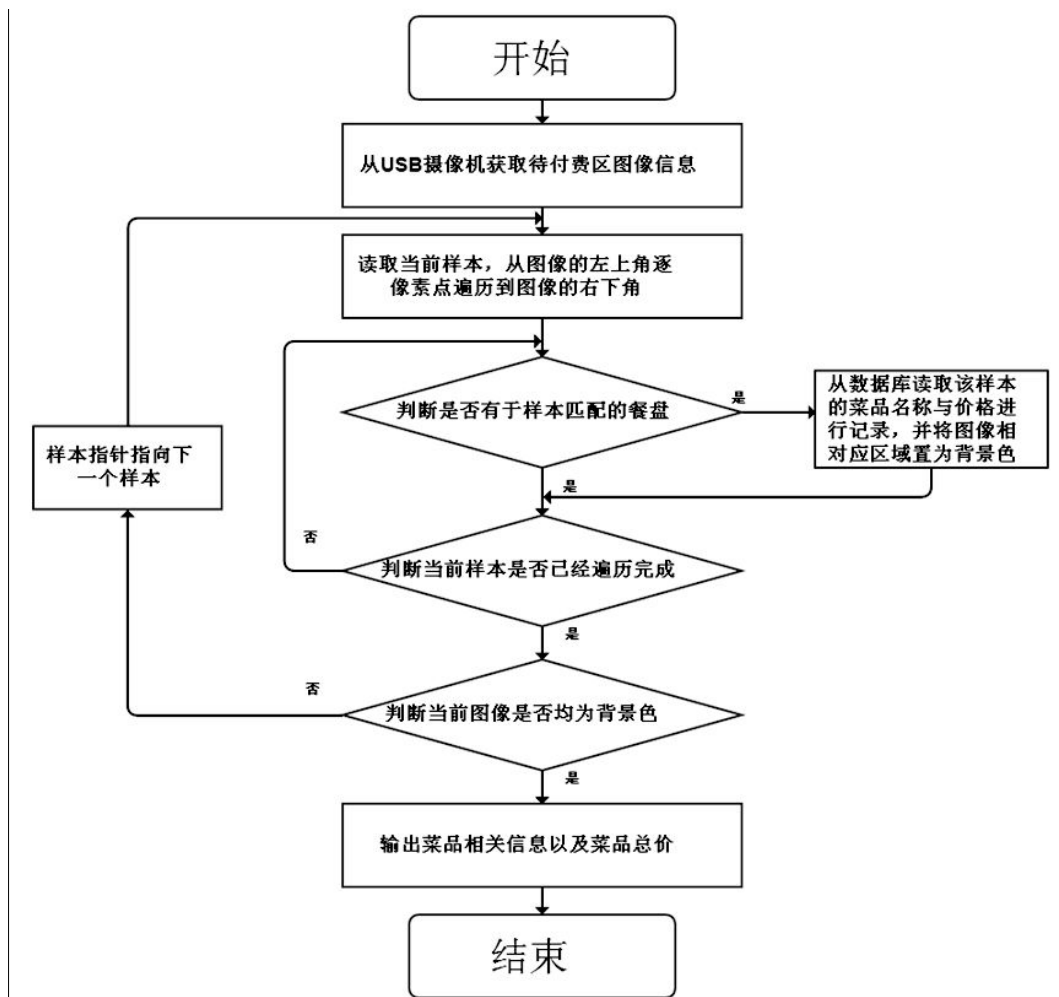 开始
从USB摄像机获取待付费区图像信息
读取当前样本，从图像的左上角逐
像素点遍历到图像的右下角
判断是否有于样本匹配的餐盘
是
从数据库读取该样本
的菜品名称与价格进
行记录，并将图像相
对应区域置为背景色
样本指针指向下
一个样本
是
否
判断当前样本是否已经遍历完成
是
否
判断当前图像是否均为背景色
是
输出菜品相关信息以及菜品总价
结束